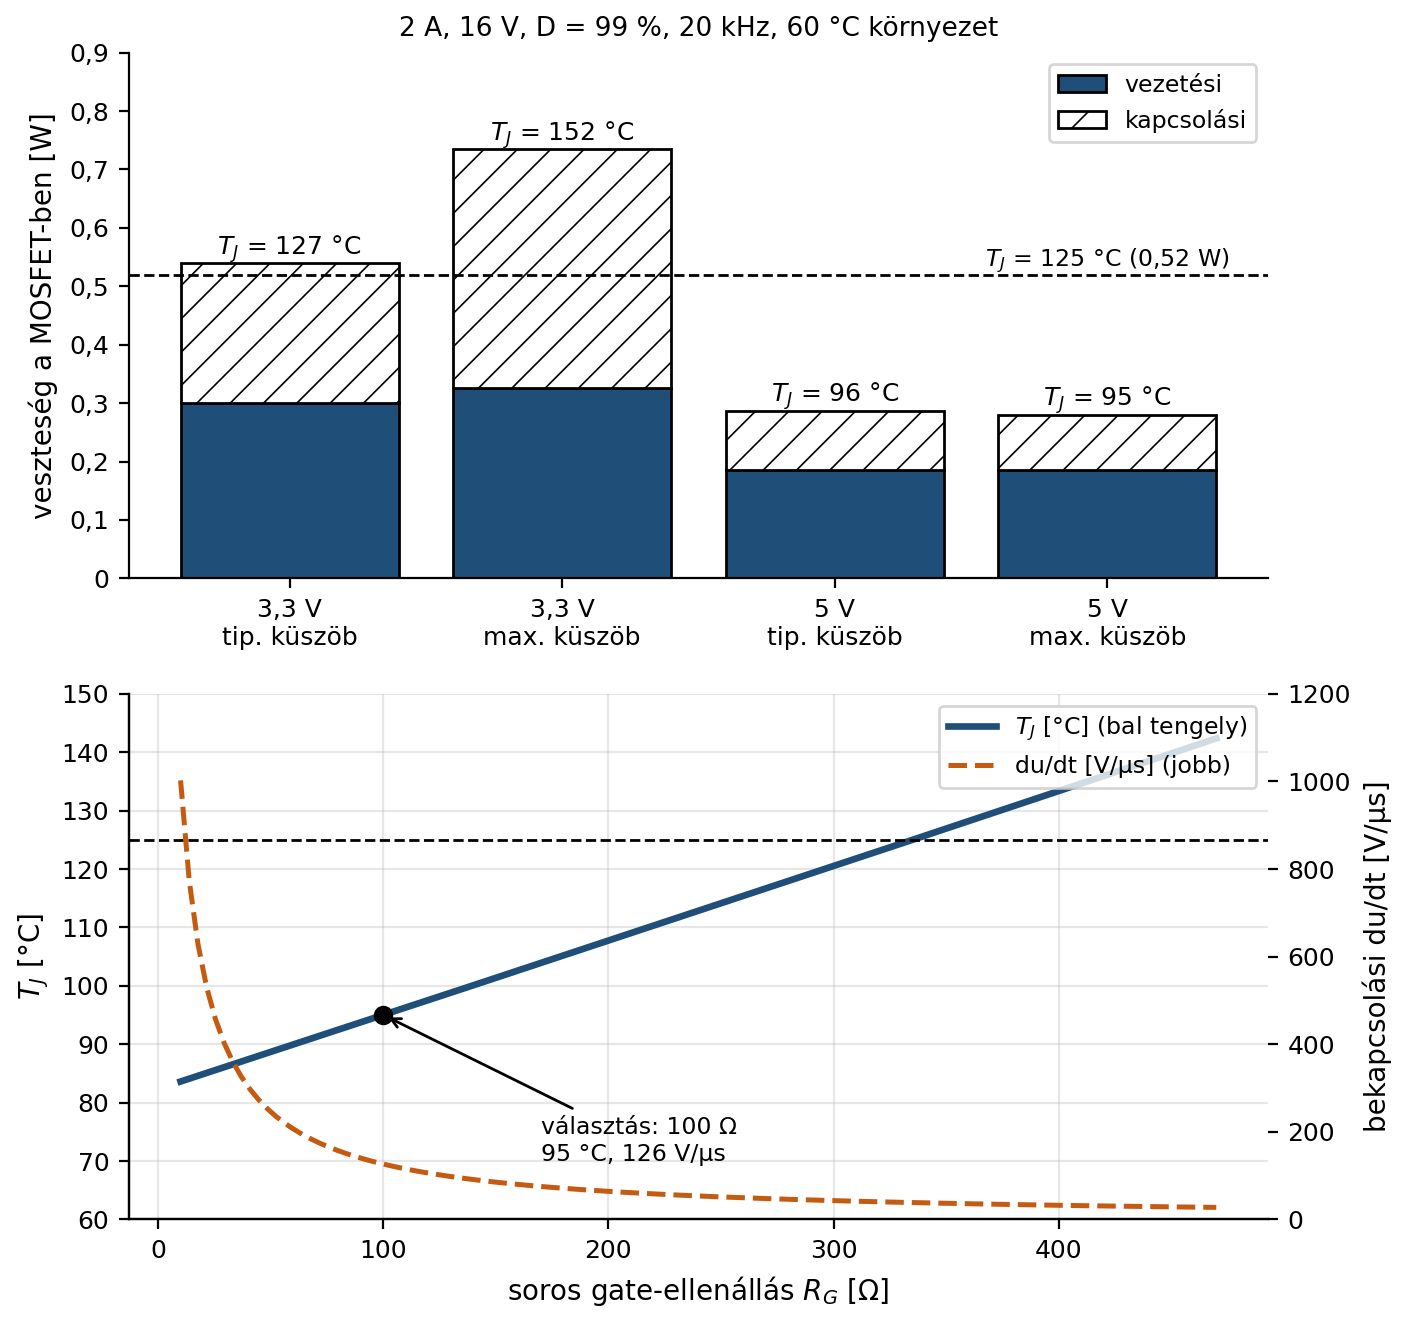 2 A, 16 V, D = 99 %, 20 kHz, 60 °C környezet
veszteség a MOSFET-ben [W]
0,9
0,8
0,7
0,6
0,5
0,4
0,3
0,2
0,1
0
vezetési
kapcsolási
T_J = 127 °C
T_J = 152 °C
T_J = 96 °C
T_J = 95 °C
T_J = 125 °C (0,52 W)
3,3 V
tip. küszöb
3,3 V
max. küszöb
5 V
tip. küszöb
5 V
max. küszöb
T_J [°C]
150
140
130
120
110
100
90
80
70
60
T_J [°C] (bal tengely)
du/dt [V/µs] (jobb)
választás: 100 Ω
95 °C, 126 V/µs
1200
1000
800
600
400
200
0
bekapcsolási du/dt [V/µs]
0
100
200
300
400
soros gate-ellenállás R_G [Ω]